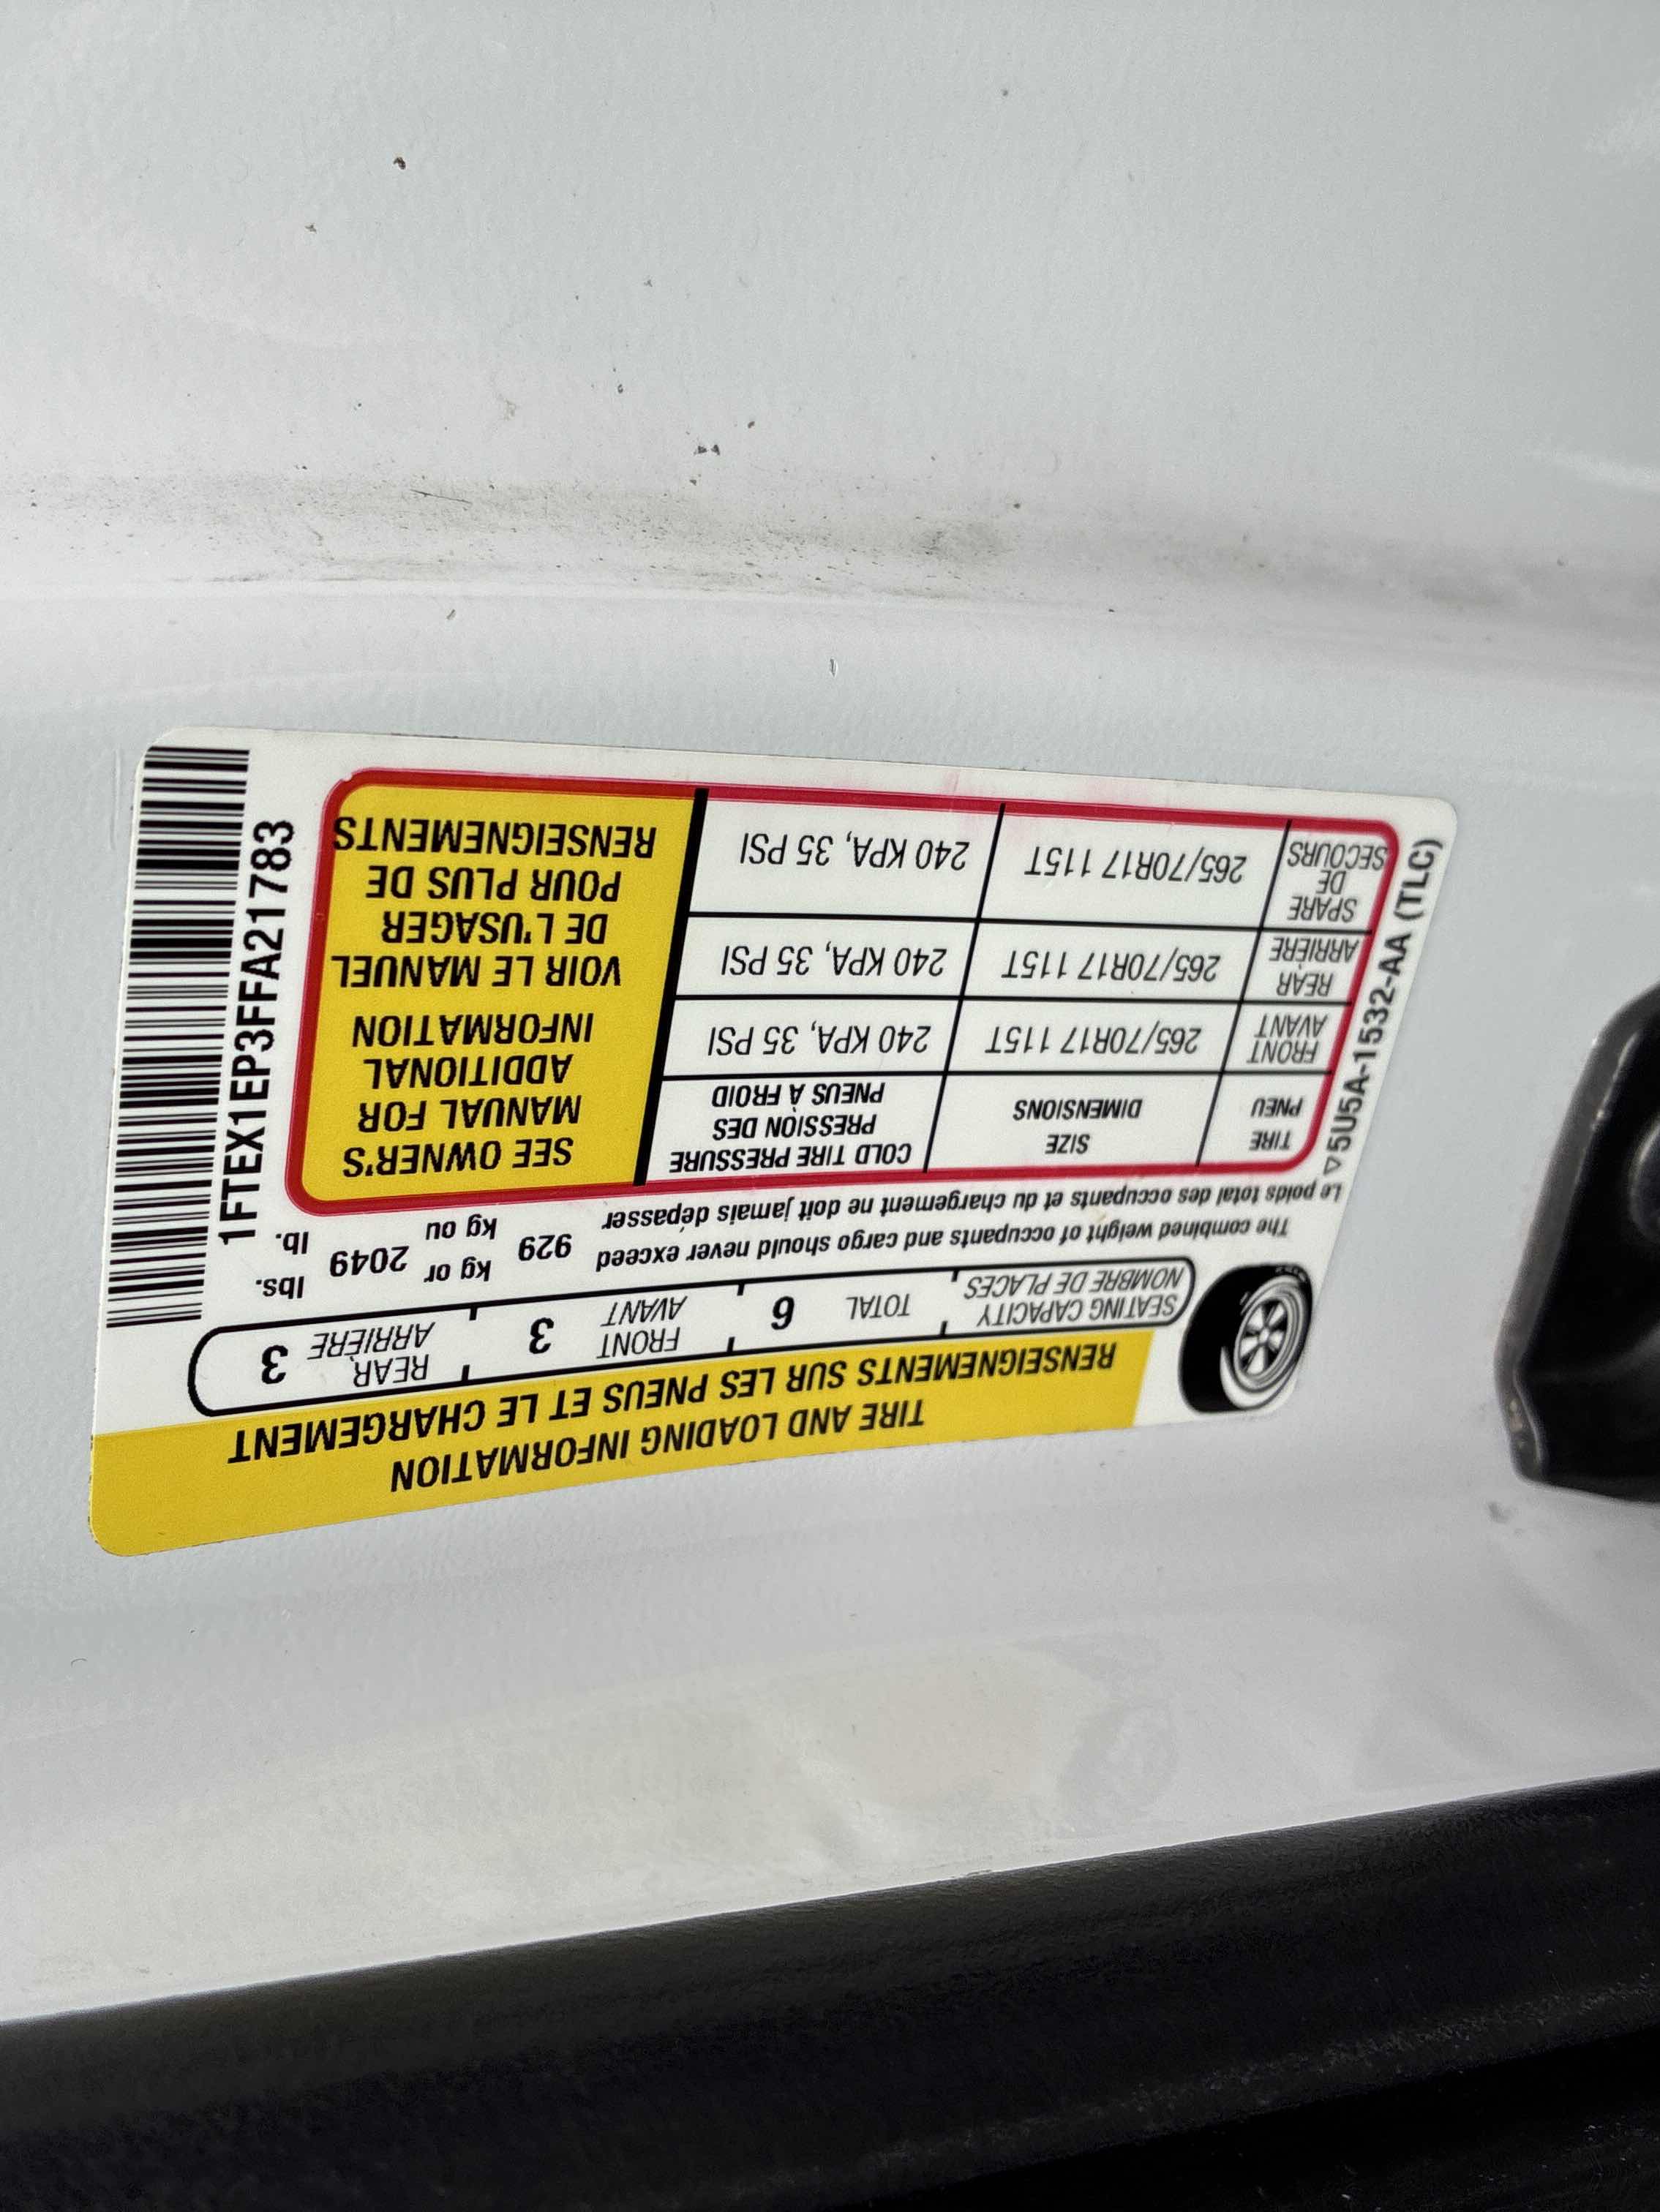 TIRE AND LOADING INFORMATION
RENSEIGNEMENTS SUR LES PNEUS ET LE CHARGEMENT
SEATING CAPACITY TOTAL 6 FRONT 3 REAR 3
NOMBRE DE PLACES AVANT ARRIÈRE
The combined weight of occupants and cargo should never exceed 929 kg or 2049 lbs.
Le poids total des occupants et du chargement ne doit jamais dépasser kg ou lb.
TIRE SIZE COLD TIRE PRESSURE
PNEU DIMENSIONS PRESSION DES
PNEUS À FROID
FRONT
AVANT 265/70R17 115T 240 KPA, 35 PSI
REAR
ARRIÈRE 265/70R17 115T 240 KPA, 35 PSI
SPARE
DE
SECOURS 265/70R17 115T 240 KPA, 35 PSI
SEE OWNER'S
MANUAL FOR
ADDITIONAL
INFORMATION
VOIR LE MANUEL
DE L'USAGER
POUR PLUS DE
RENSEIGNEMENTS
▽5U5A-1532-AA (TLC)
1FTEX1EP3FFA21783